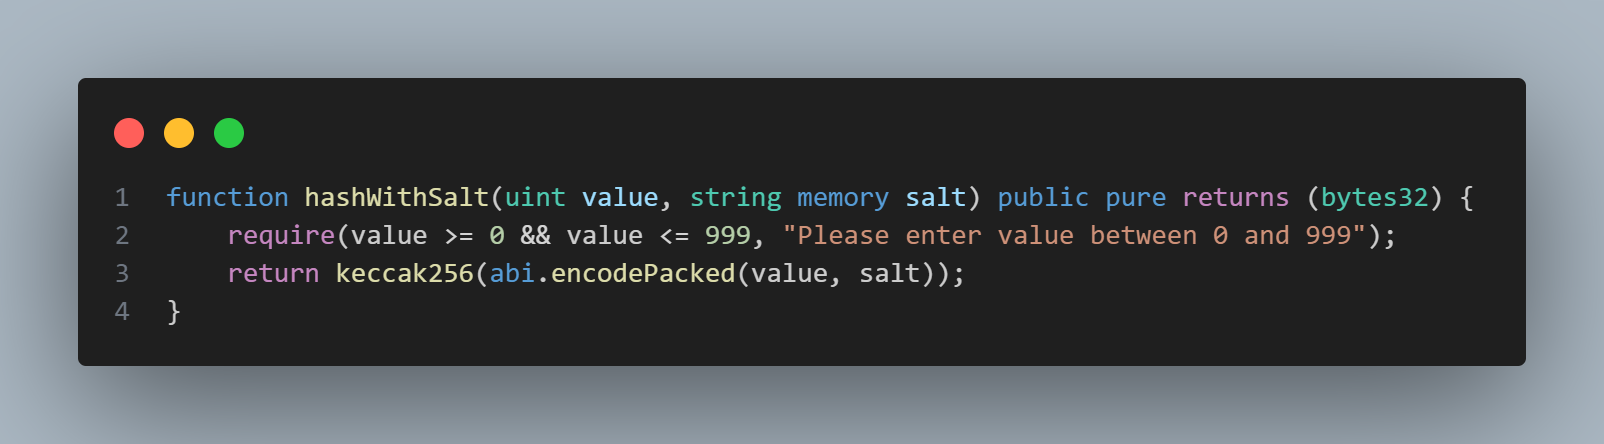 1 function hashWithSalt(uint value, string memory salt) public pure returns (bytes32) {
2     require(value >= 0 && value <= 999, "Please enter value between 0 and 999");
3     return keccak256(abi.encodePacked(value, salt));
4 }